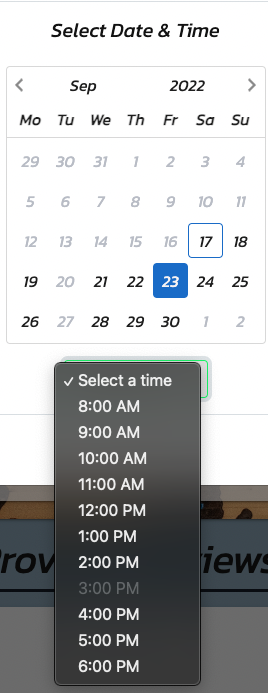 Select Date & Time
Sep 2022
Mo Tu We Th Fr Sa Su
29 30 31 1 2 3 4
5 6 7 8 9 10 11
12 13 14 15 16 17 18
19 20 21 22 23 24 25
26 27 28 29 30 1 2
✓ Select a time
8:00 AM
9:00 AM
10:00 AM
11:00 AM
12:00 PM
1:00 PM
2:00 PM
3:00 PM
4:00 PM
5:00 PM
6:00 PM